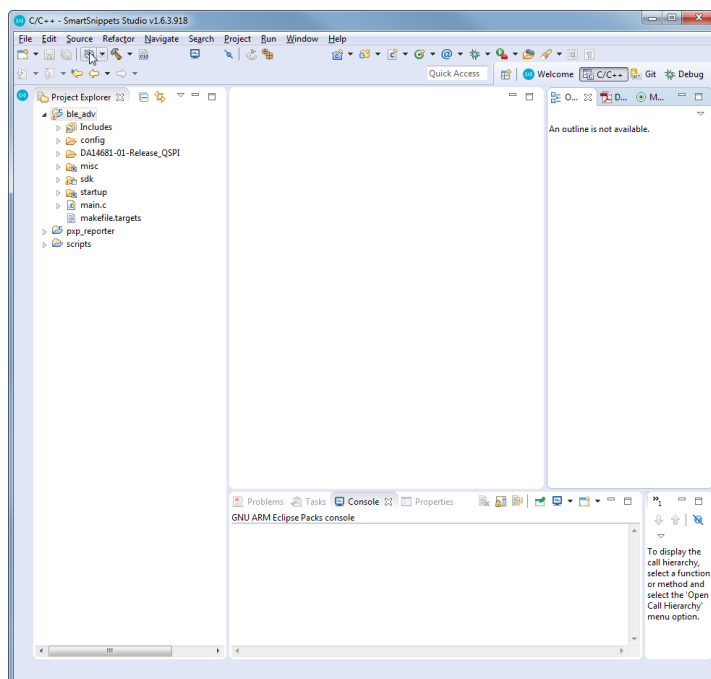 C/C++ - SmartSnippets Studio v1.6.3.918
File Edit Source Refactor Navigate Search Project Run Window Help
Quick Access Welcome C/C++ Git Debug
Project Explorer
O... D... M...
ble_adv
Includes
config
DA14681-01-Release_QSPI
misc
sdk
startup
main.c
makefile.targets
pxp_reporter
scripts
An outline is not available.
Problems Tasks Console Properties
GNU ARM Eclipse Packs console
To display the
call hierarchy,
select a function
or method and
select the 'Open
Call Hierarchy'
menu option.